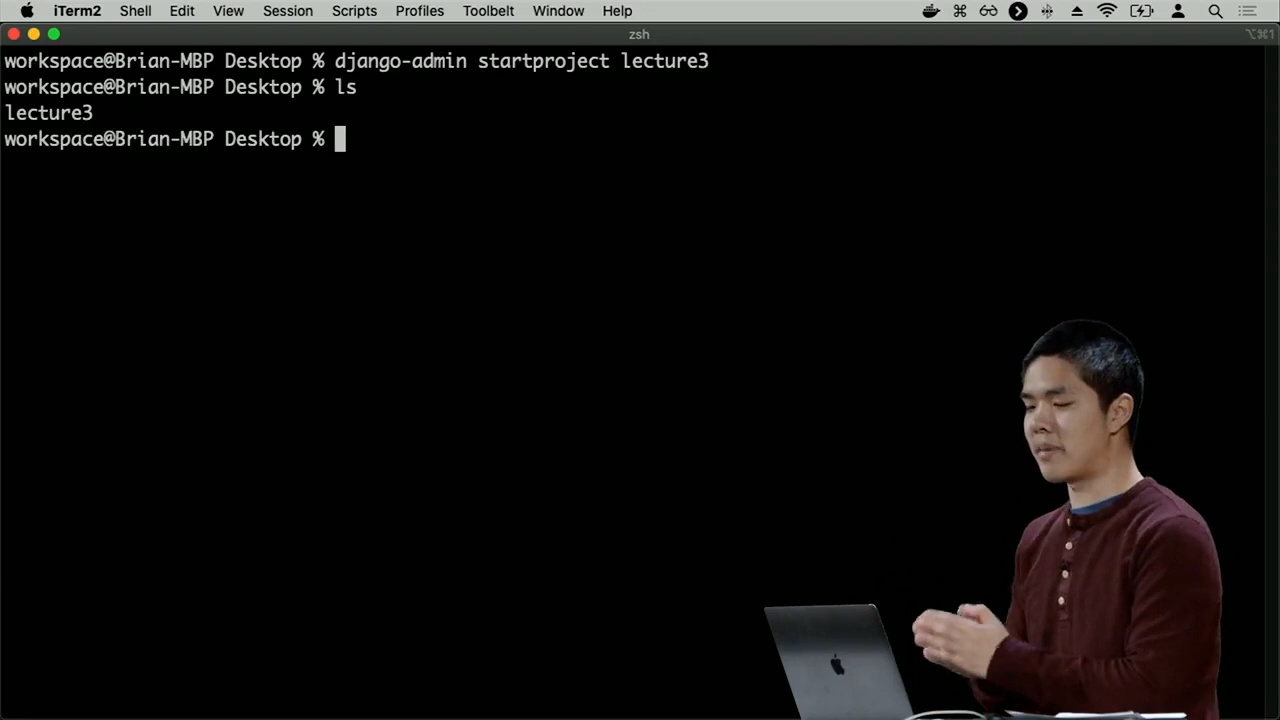 iTerm2 Shell Edit View Session Scripts Profiles Toolbelt Window Help
zsh
⌥⌘1
workspace@Brian-MBP Desktop % django-admin startproject lecture3
workspace@Brian-MBP Desktop % ls
lecture3
workspace@Brian-MBP Desktop %